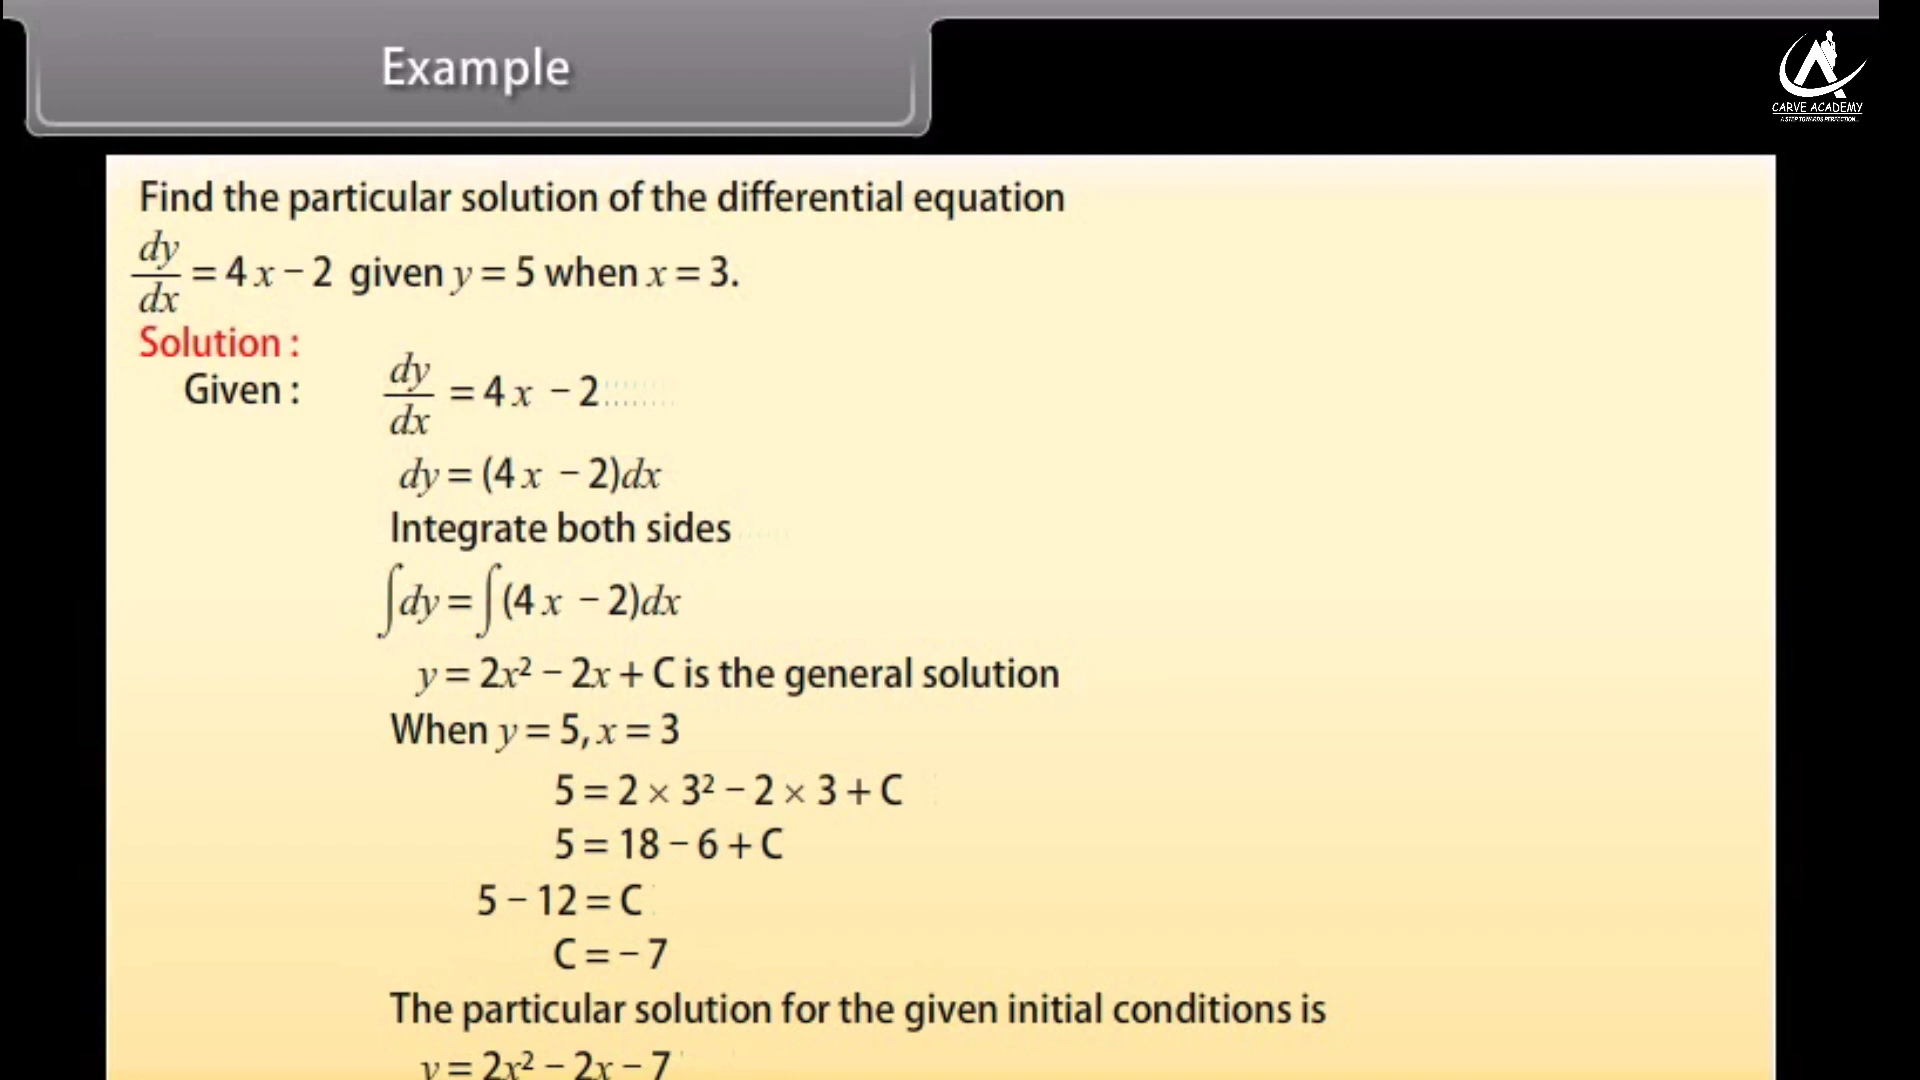 Example
CARVE ACADEMY
A STEP TOWARDS PERFECTION...
Find the particular solution of the differential equation
dy/dx = 4x − 2 given y = 5 when x = 3.
Solution :
Given : dy/dx = 4x − 2
dy = (4x − 2)dx
Integrate both sides
∫dy = ∫(4x − 2)dx
y = 2x² − 2x + C is the general solution
When y = 5, x = 3
5 = 2 × 3² − 2 × 3 + C
5 = 18 − 6 + C
5 − 12 = C
C = − 7
The particular solution for the given initial conditions is
y = 2x² − 2x − 7